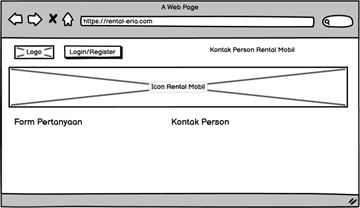 A Web Page
https://rental-eria.com
Logo
Login/Register
Kontak Person Rental Mobil
Icon Rental Mobil
Form Pertanyaan
Kontak Person